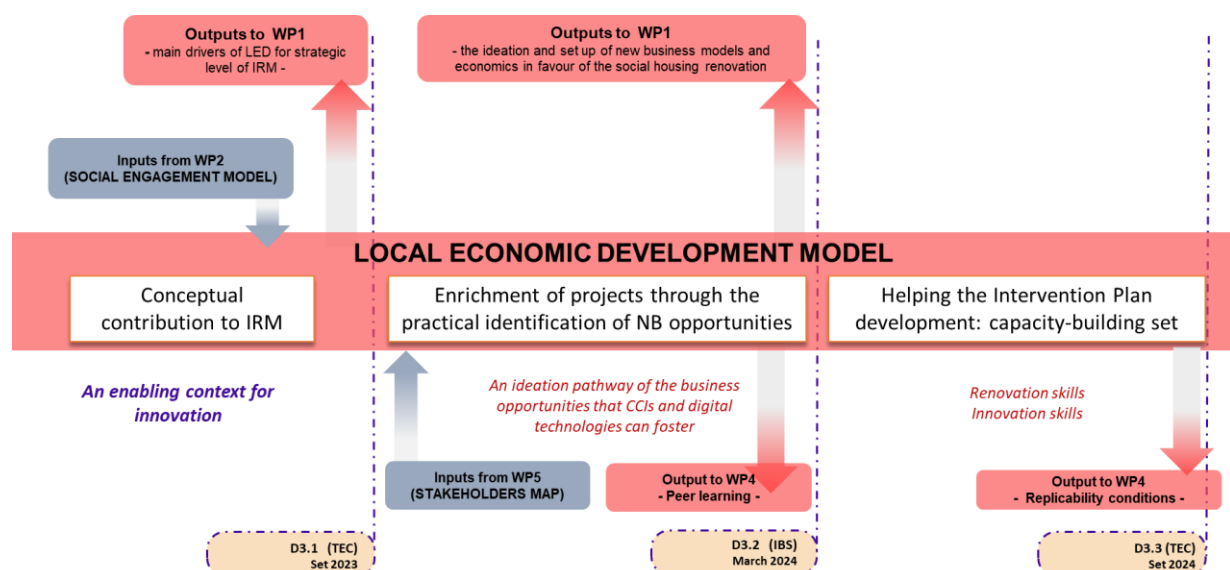 Outputs to WP1
- main drivers of LED for strategic
level of IRM -
Outputs to WP1
- the ideation and set up of new business models and
economics in favour of the social housing renovation
Inputs from WP2
(SOCIAL ENGAGEMENT MODEL)
LOCAL ECONOMIC DEVELOPMENT MODEL
Conceptual
contribution to IRM
Enrichment of projects through the
practical identification of NB opportunities
Helping the Intervention Plan
development: capacity-building set
An enabling context for
innovation
An ideation pathway of the business
opportunities that CCIs and digital
technologies can foster
Renovation skills
Innovation skills
Inputs from WP5
(STAKEHOLDERS MAP)
Output to WP4
- Peer learning -
Output to WP4
- Replicability conditions -
D3.1 (TEC)
Set 2023
D3.2 (IBS)
March 2024
D3.3 (TEC)
Set 2024